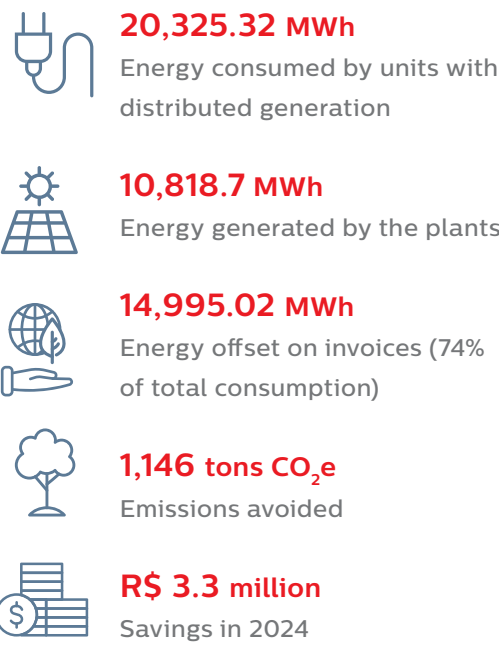 20,325.32 MWh
Energy consumed by units with
distributed generation
10,818.7 MWh
Energy generated by the plants
14,995.02 MWh
Energy offset on invoices (74%
of total consumption)
1,146 tons CO₂e
Emissions avoided
$
R$ 3.3 million
Savings in 2024